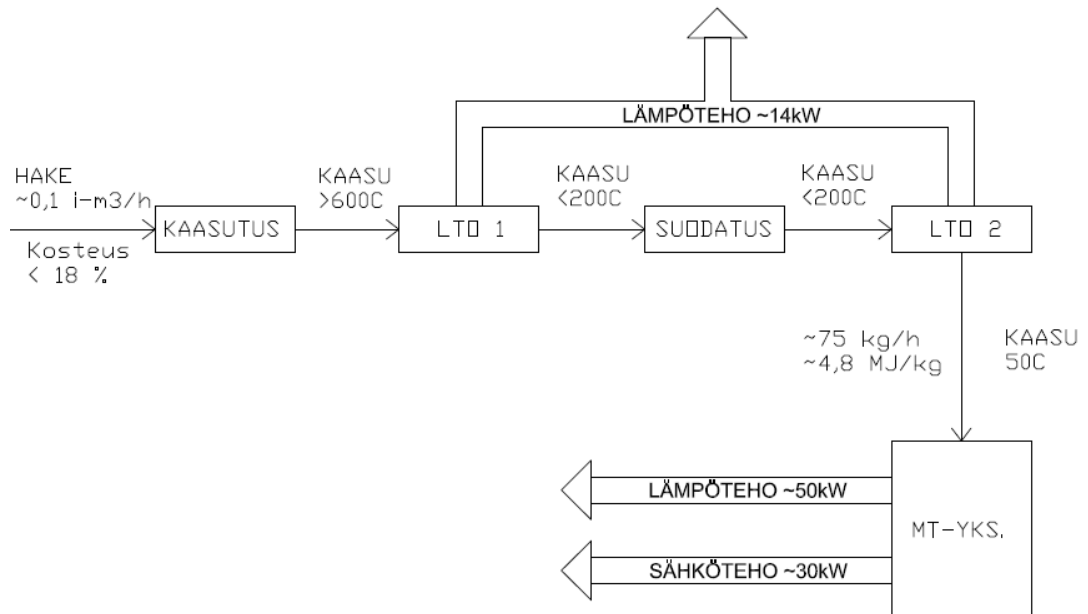 LÄMPÖTEHO ~14kW
HAKE
~0,1 i-m3/h
Kosteus
< 18 %
KAASUTUS
KAASU
>600C
LTO 1
KAASU
<200C
SUODATUS
KAASU
<200C
LTO 2
~75 kg/h
~4,8 MJ/kg
KAASU
50C
LÄMPÖTEHO ~50kW
MT-YKS.
SÄHKÖTEHO ~30kW